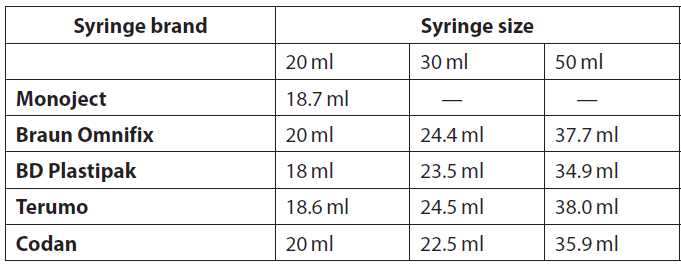 Syringe brand Syringe size
20 ml 30 ml 50 ml
Monoject 18.7 ml — —
Braun Omnifix 20 ml 24.4 ml 37.7 ml
BD Plastipak 18 ml 23.5 ml 34.9 ml
Terumo 18.6 ml 24.5 ml 38.0 ml
Codan 20 ml 22.5 ml 35.9 ml